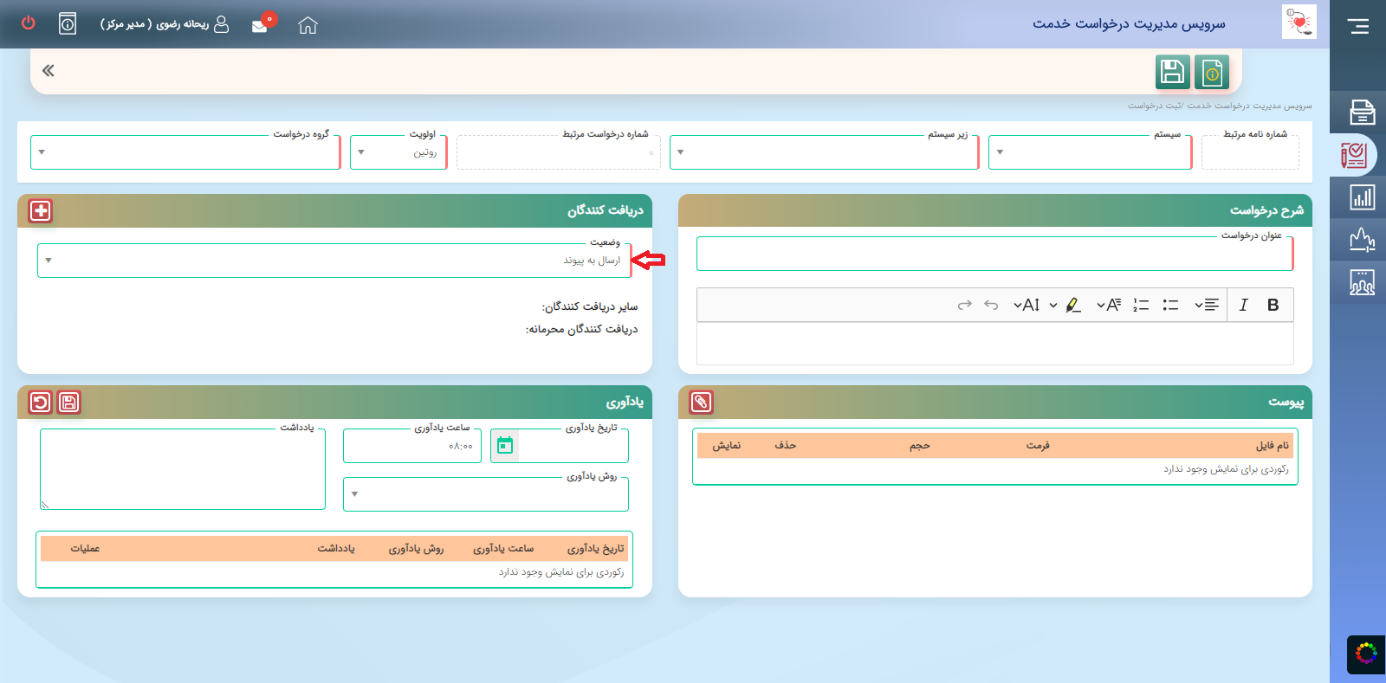 سرویس مدیریت درخواست خدمت
۰
ریحانه رضوی ( مدیر مرکز )
سرویس مدیریت درخواست خدمت /ثبت درخواست
شماره نامه مرتبط
سیستم
زیر سیستم
شماره درخواست مرتبط
۰
اولویت
روتین
گروه درخواست
شرح درخواست
عنوان درخواست
B I
دریافت کنندگان
وضعیت
ارسال به پیوند
سایر دریافت کنندگان:
دریافت کنندگان محرمانه:
پیوست
نام فایل فرمت حجم حذف نمایش
رکوردی برای نمایش وجود ندارد
یادآوری
تاریخ یادآوری
ساعت یادآوری
۰۸:۰۰
یادداشت
روش یادآوری
تاریخ یادآوری ساعت یادآوری روش یادآوری یادداشت عملیات
رکوردی برای نمایش وجود ندارد